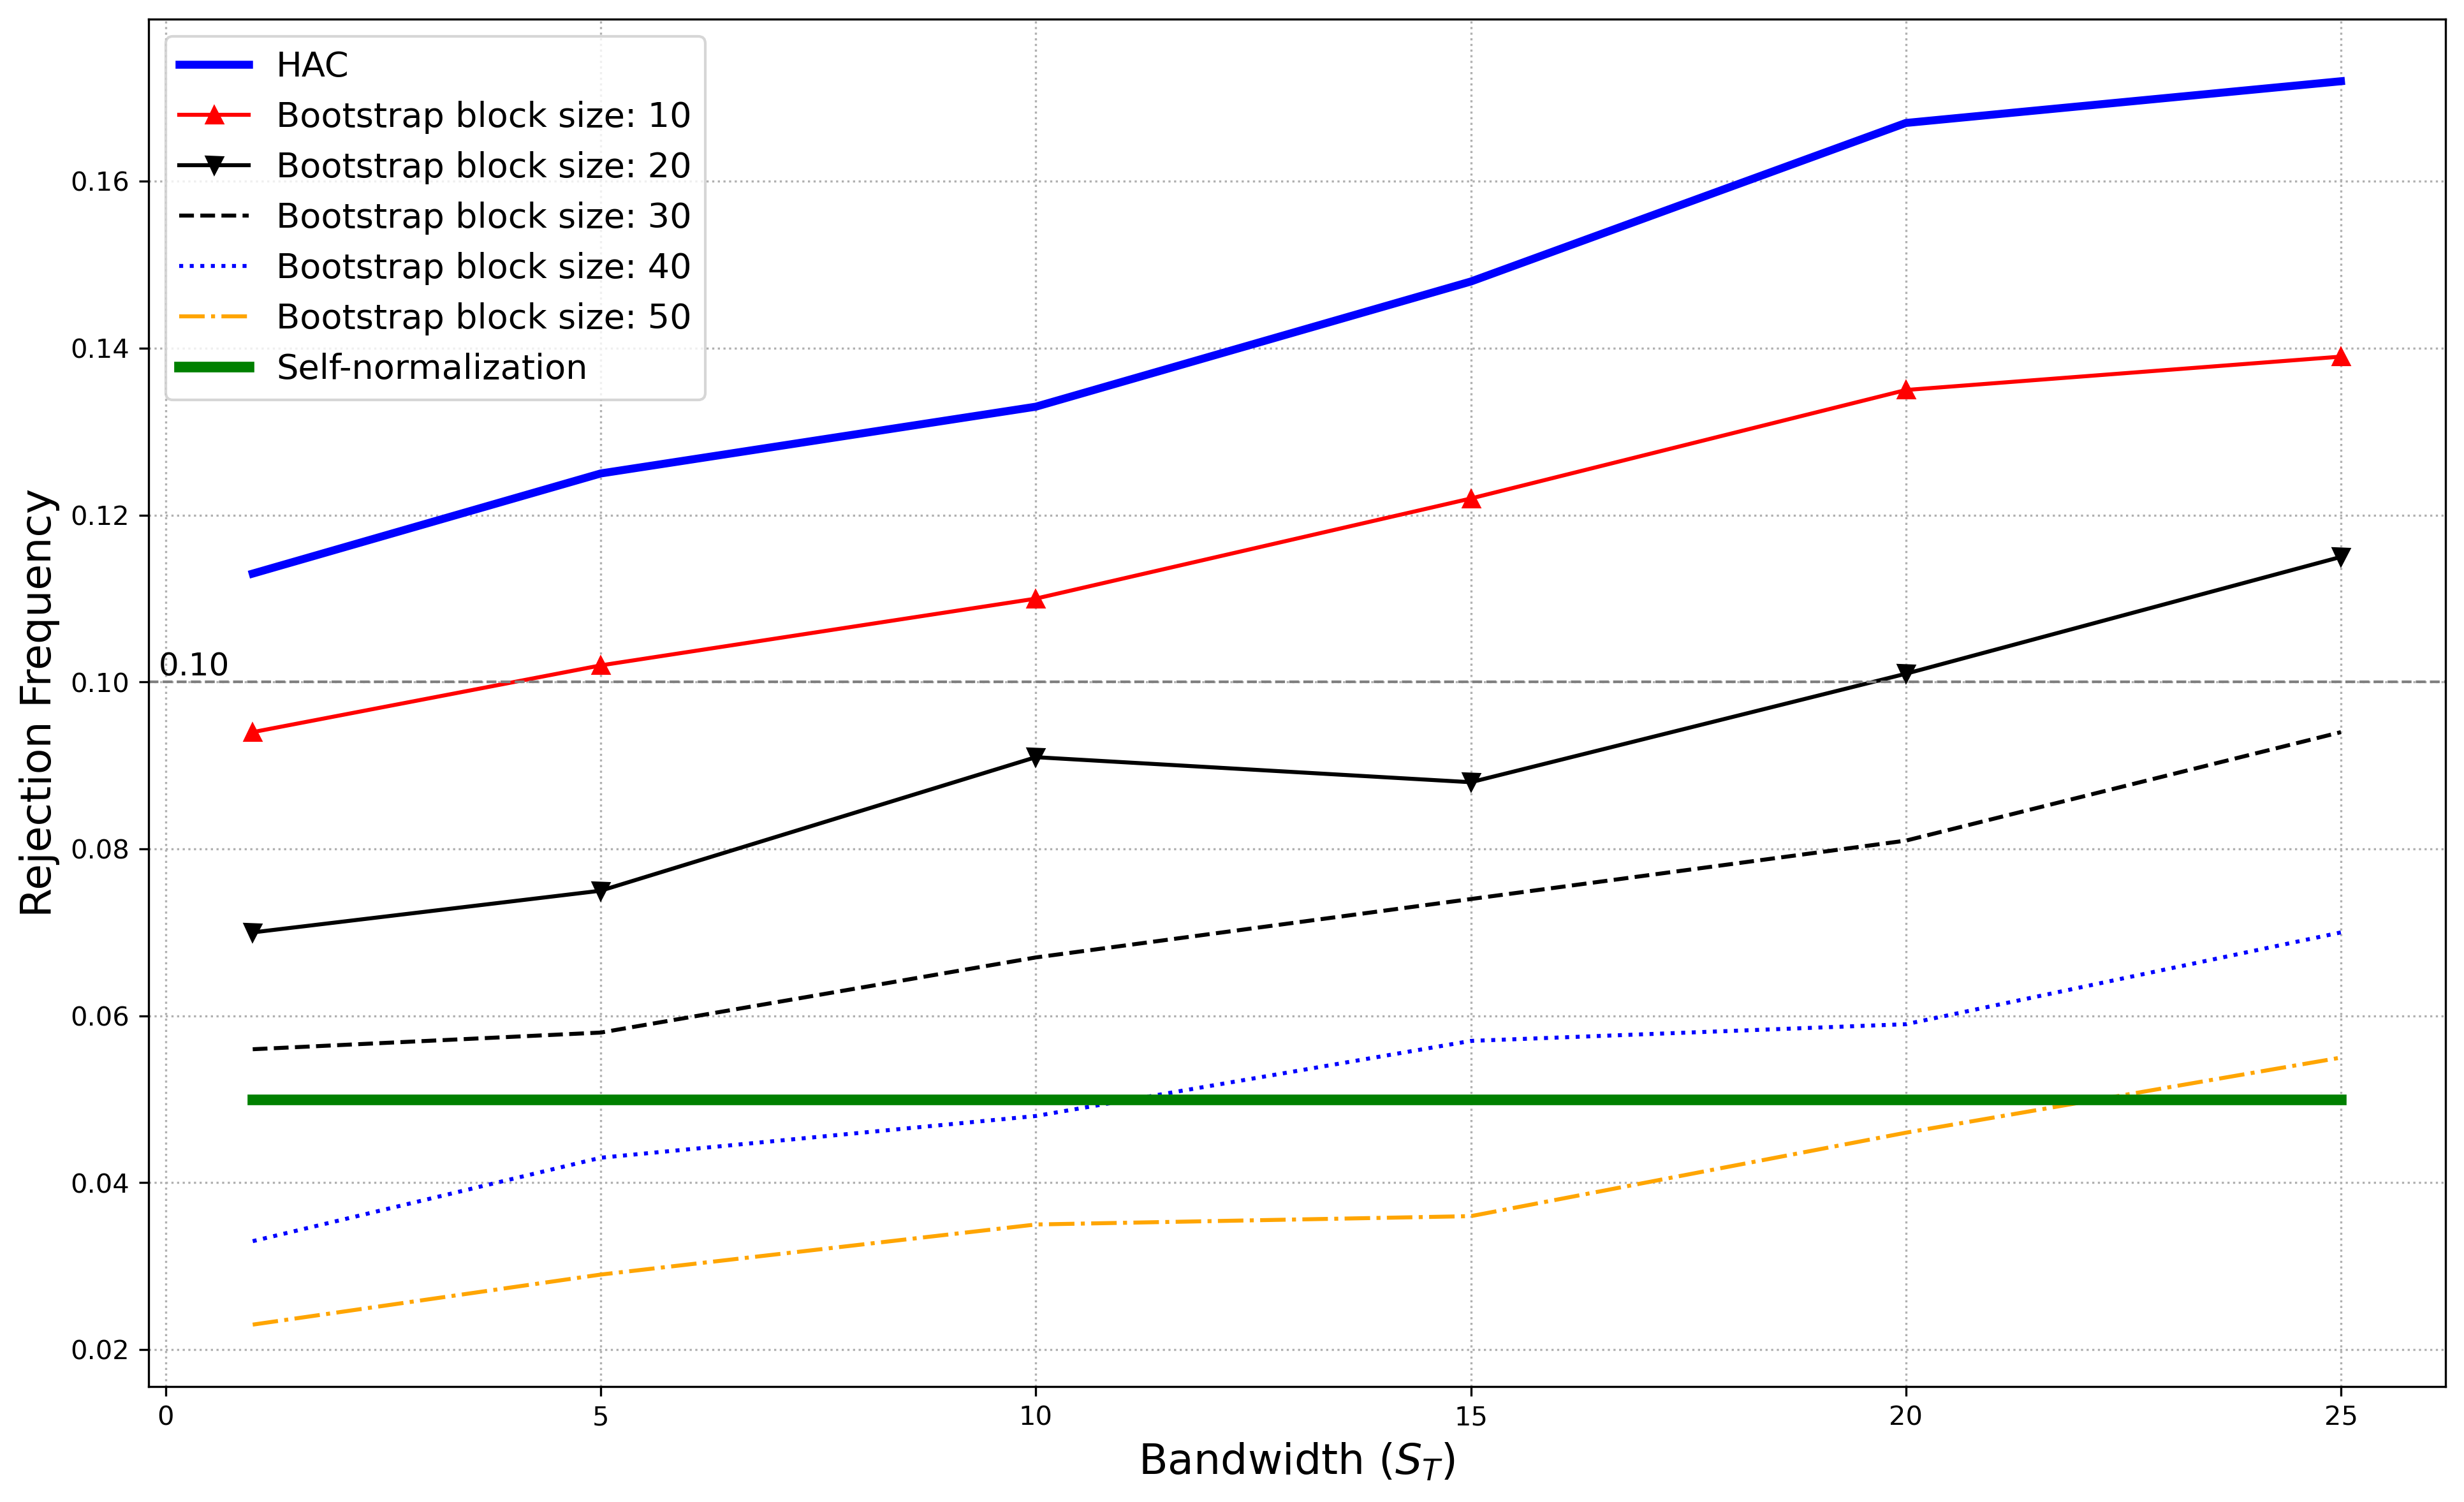 HAC
Bootstrap block size: 10
Bootstrap block size: 20
Bootstrap block size: 30
Bootstrap block size: 40
Bootstrap block size: 50
Self-normalization
Rejection Frequency
0.16
0.14
0.12
0.10
0.10
0.08
0.06
0.04
0.02
0 5 10 15 20 25
Bandwidth (S_T)